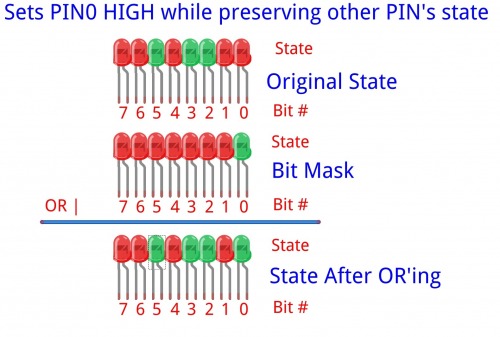 Sets PIN0 HIGH while preserving other PIN's state
State
Original State
7 6 5 4 3 2 1 0 Bit #
State
Bit Mask
OR | 7 6 5 4 3 2 1 0 Bit #
State
State After OR'ing
7 6 5 4 3 2 1 0 Bit #